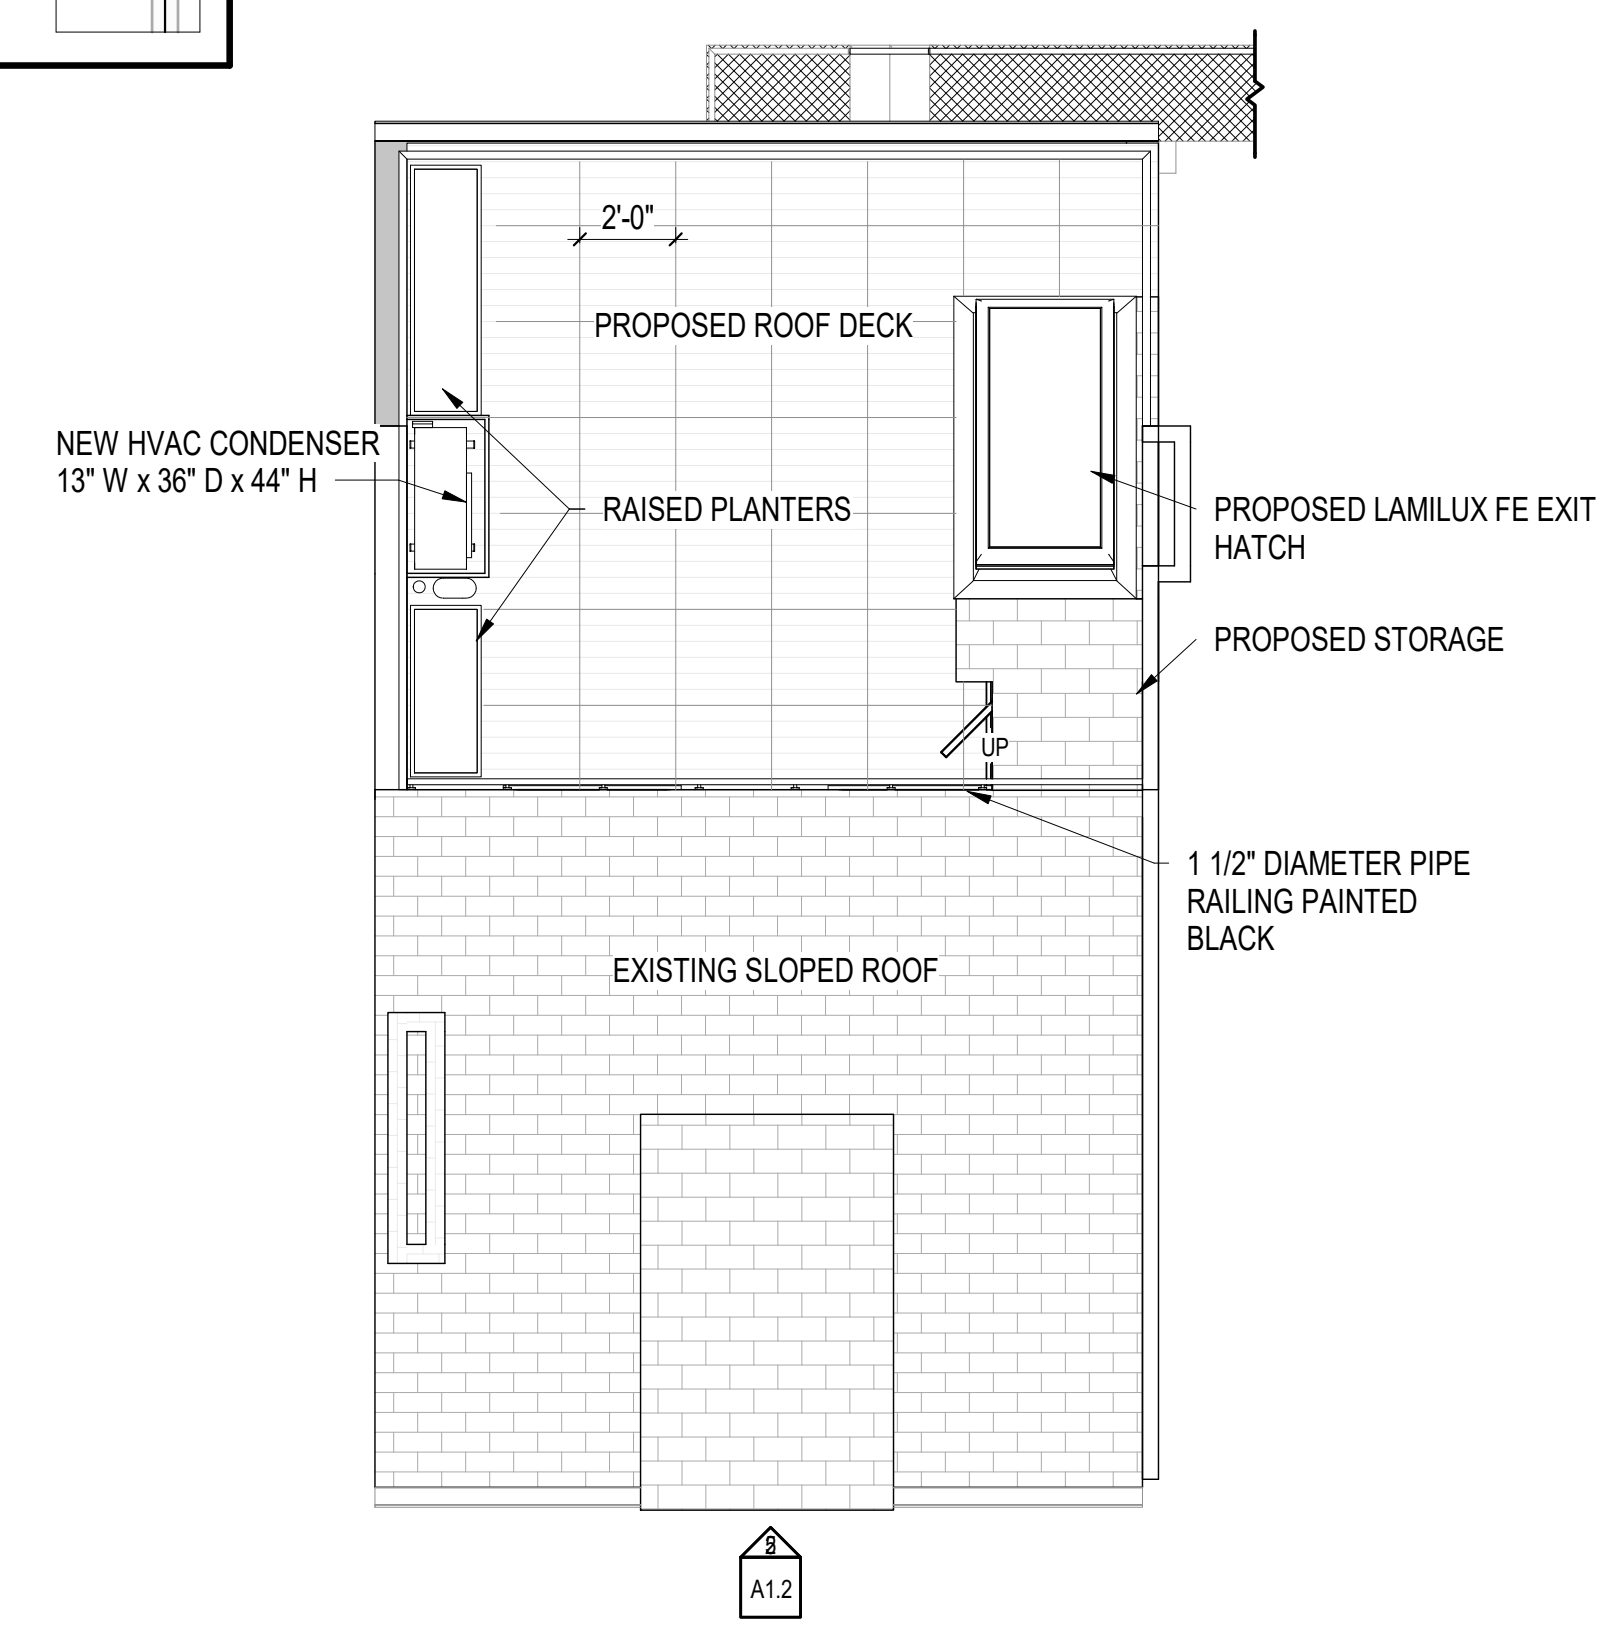 2'-0"
PROPOSED ROOF DECK
NEW HVAC CONDENSER
13" W x 36" D x 44" H
RAISED PLANTERS
PROPOSED LAMILUX FE EXIT
HATCH
PROPOSED STORAGE
UP
1 1/2" DIAMETER PIPE
RAILING PAINTED
BLACK
EXISTING SLOPED ROOF
A1.2